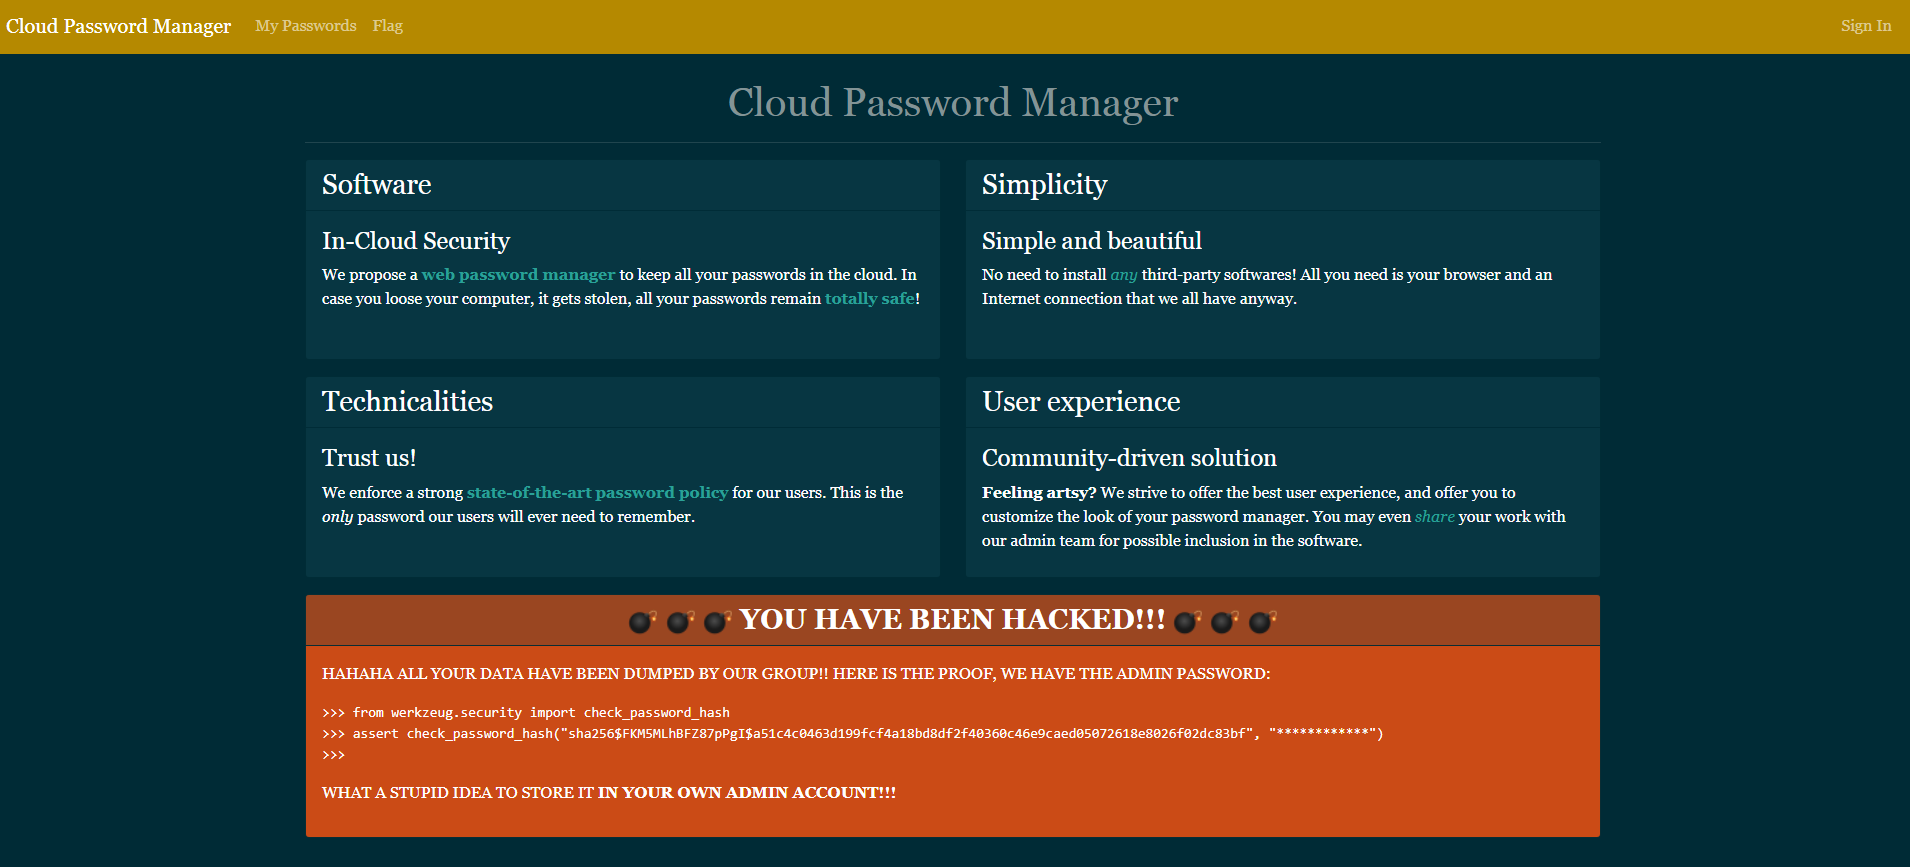 Cloud Password Manager My Passwords Flag Sign In
Cloud Password Manager
Software
In-Cloud Security
We propose a web password manager to keep all your passwords in the cloud. In
case you loose your computer, it gets stolen, all your passwords remain totally safe!
Simplicity
Simple and beautiful
No need to install any third-party softwares! All you need is your browser and an
Internet connection that we all have anyway.
Technicalities
Trust us!
We enforce a strong state-of-the-art password policy for our users. This is the
only password our users will ever need to remember.
User experience
Community-driven solution
Feeling artsy? We strive to offer the best user experience, and offer you to
customize the look of your password manager. You may even share your work with
our admin team for possible inclusion in the software.
YOU HAVE BEEN HACKED!!!
HAHAHA ALL YOUR DATA HAVE BEEN DUMPED BY OUR GROUP!! HERE IS THE PROOF, WE HAVE THE ADMIN PASSWORD:
>>> from werkzeug.security import check_password_hash
>>> assert check_password_hash("sha256$FKM5MLhBFZ87pPgI$a51c4c0463d199fcf4a18bd8df2f40360c46e9caed05072618e8026f02dc83bf", "************")
>>>
WHAT A STUPID IDEA TO STORE IT IN YOUR OWN ADMIN ACCOUNT!!!